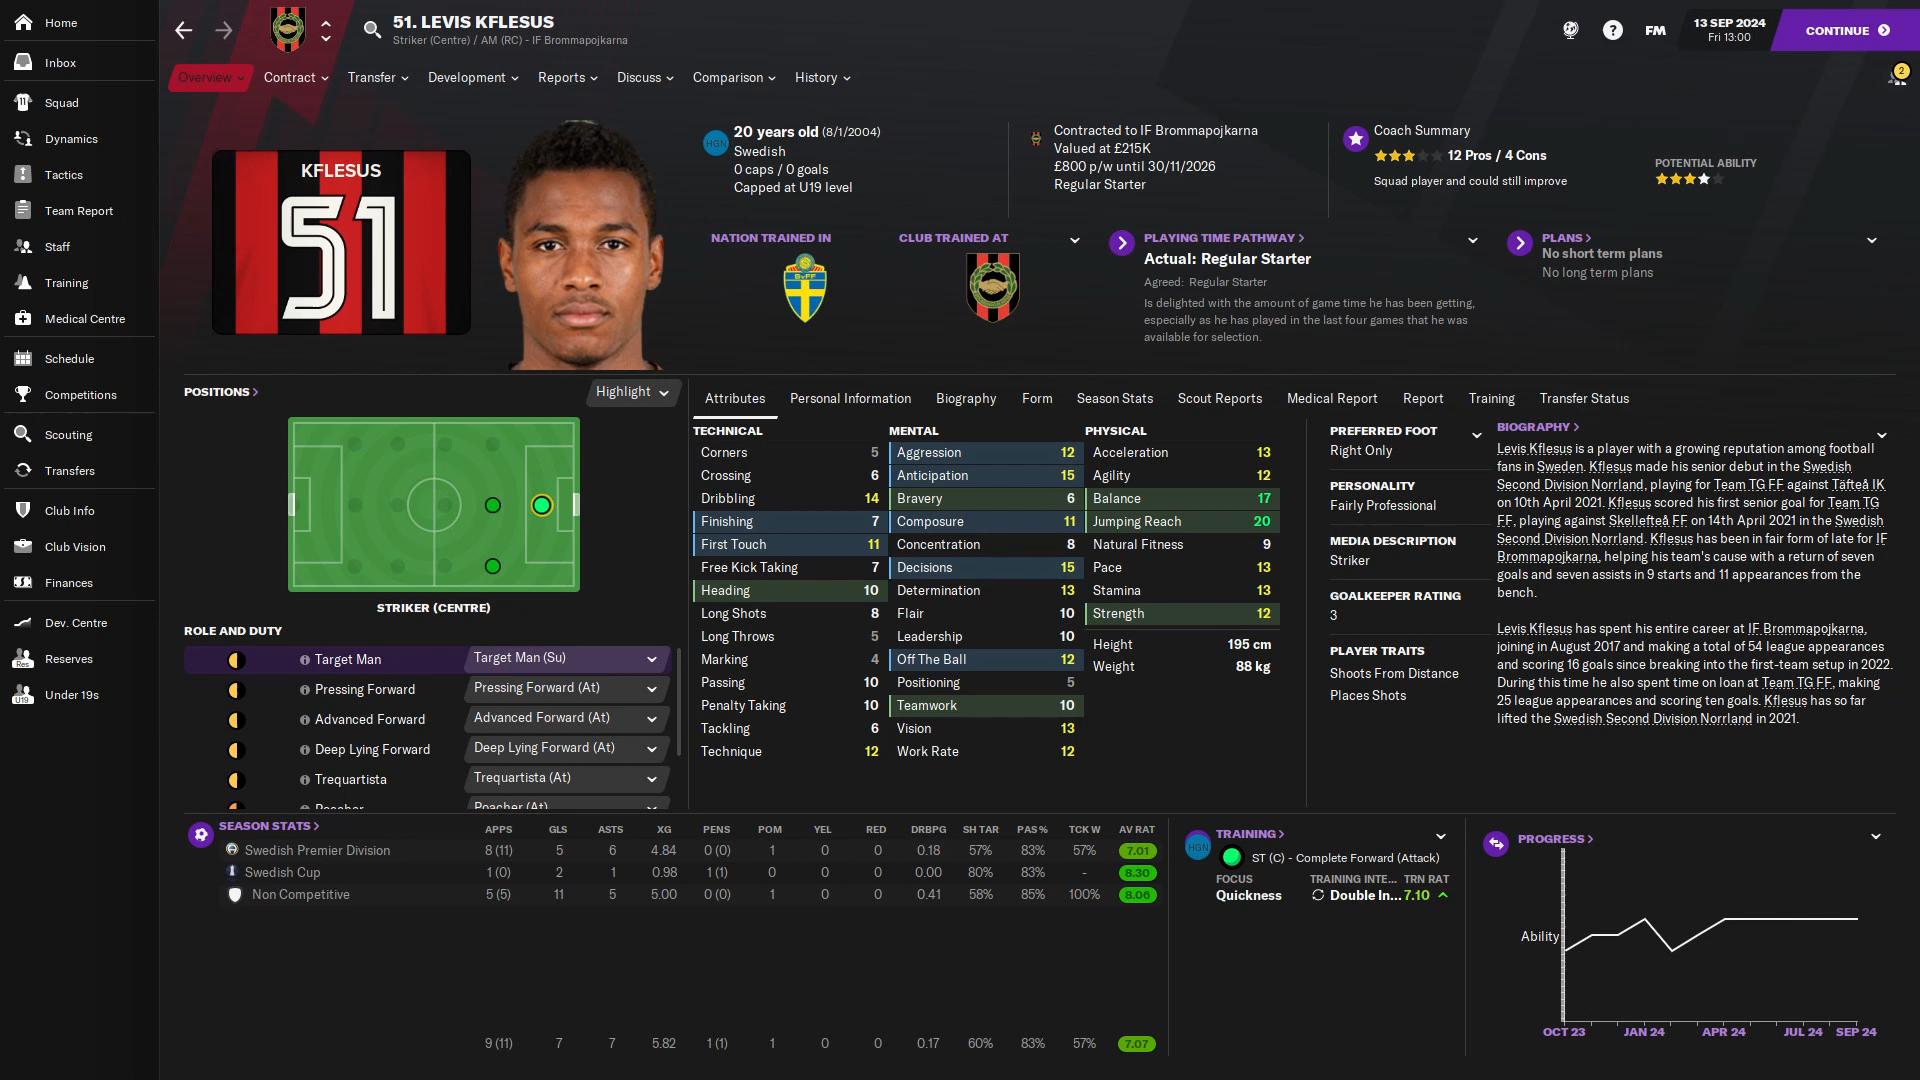 Home
Inbox
Squad
Dynamics
Tactics
Team Report
Staff
Training
Medical Centre
Schedule
Competitions
Scouting
Transfers
Club Info
Club Vision
Finances
Dev. Centre
Reserves
Under 19s
51. LEVIS KFLESUS
Striker (Centre) / AM (RC) - IF Brommapojkarna
FM
13 SEP 2024
Fri 13:00
CONTINUE
Overview Contract Transfer Development Reports Discuss Comparison History
2
KFLESUS
51
HGN
20 years old (8/1/2004)
Swedish
0 caps / 0 goals
Capped at U19 level
Contracted to IF Brommapojkarna
Valued at £215K
£800 p/w until 30/11/2026
Regular Starter
Coach Summary
12 Pros / 4 Cons
Squad player and could still improve
POTENTIAL ABILITY
NATION TRAINED IN
CLUB TRAINED AT
PLAYING TIME PATHWAY >
Actual: Regular Starter
Agreed: Regular Starter
Is delighted with the amount of game time he has been getting,
especially as he has played in the last four games that he was
available for selection.
PLANS >
No short term plans
No long term plans
POSITIONS >
Highlight
STRIKER (CENTRE)
ROLE AND DUTY
Target Man Target Man (Su)
Pressing Forward Pressing Forward (At)
Advanced Forward Advanced Forward (At)
Deep Lying Forward Deep Lying Forward (At)
Trequartista Trequartista (At)
Poacher Poacher (At)
Attributes Personal Information Biography Form Season Stats Scout Reports Medical Report Report Training Transfer Status
TECHNICAL
Corners 5
Crossing 6
Dribbling 14
Finishing 7
First Touch 11
Free Kick Taking 7
Heading 10
Long Shots 8
Long Throws 5
Marking 4
Passing 10
Penalty Taking 10
Tackling 6
Technique 12
MENTAL
Aggression 12
Anticipation 15
Bravery 6
Composure 11
Concentration 8
Decisions 15
Determination 13
Flair 10
Leadership 10
Off The Ball 12
Positioning 5
Teamwork 10
Vision 13
Work Rate 12
PHYSICAL
Acceleration 13
Agility 12
Balance 17
Jumping Reach 20
Natural Fitness 9
Pace 13
Stamina 13
Strength 12
Height 195 cm
Weight 88 kg
PREFERRED FOOT
Right Only
PERSONALITY
Fairly Professional
MEDIA DESCRIPTION
Striker
GOALKEEPER RATING
3
PLAYER TRAITS
Shoots From Distance
Places Shots
BIOGRAPHY >
Levis Kflesus is a player with a growing reputation among football
fans in Sweden. Kflesus made his senior debut in the Swedish
Second Division Norrland, playing for Team TG FF against Täfteå IK
on 10th April 2021. Kflesus scored his first senior goal for Team TG
FF, playing against Skellefteå FF on 14th April 2021 in the Swedish
Second Division Norrland. Kflesus has been in fair form of late for IF
Brommapojkarna, helping his team's cause with a return of seven
goals and seven assists in 9 starts and 11 appearances from the
bench.
Levis Kflesus has spent his entire career at IF Brommapojkarna,
joining in August 2017 and making a total of 54 league appearances
and scoring 16 goals since breaking into the first-team setup in 2022.
During this time he also spent time on loan at Team TG FF, making
25 league appearances and scoring ten goals. Kflesus has so far
lifted the Swedish Second Division Norrland in 2021.
SEASON STATS > APPS GLS ASTS XG PENS POM YEL RED DRBPG SH TAR PAS % TCK W AV RAT
Swedish Premier Division 8 (11) 5 6 4.84 0 (0) 1 0 0 0.18 57% 83% 57% 7.01
Swedish Cup 1 (0) 2 1 0.98 1 (1) 0 0 0 0.00 80% 83% - 8.30
Non Competitive 5 (5) 11 5 5.00 0 (0) 1 0 0 0.41 58% 85% 100% 8.06
9 (11) 7 7 5.82 1 (1) 1 0 0 0.17 60% 83% 57% 7.07
HGN
TRAINING >
ST (C) - Complete Forward (Attack)
FOCUS TRAINING INTE... TRN RAT
Quickness Double In... 7.10
PROGRESS >
Ability
OCT 23 JAN 24 APR 24 JUL 24 SEP 24